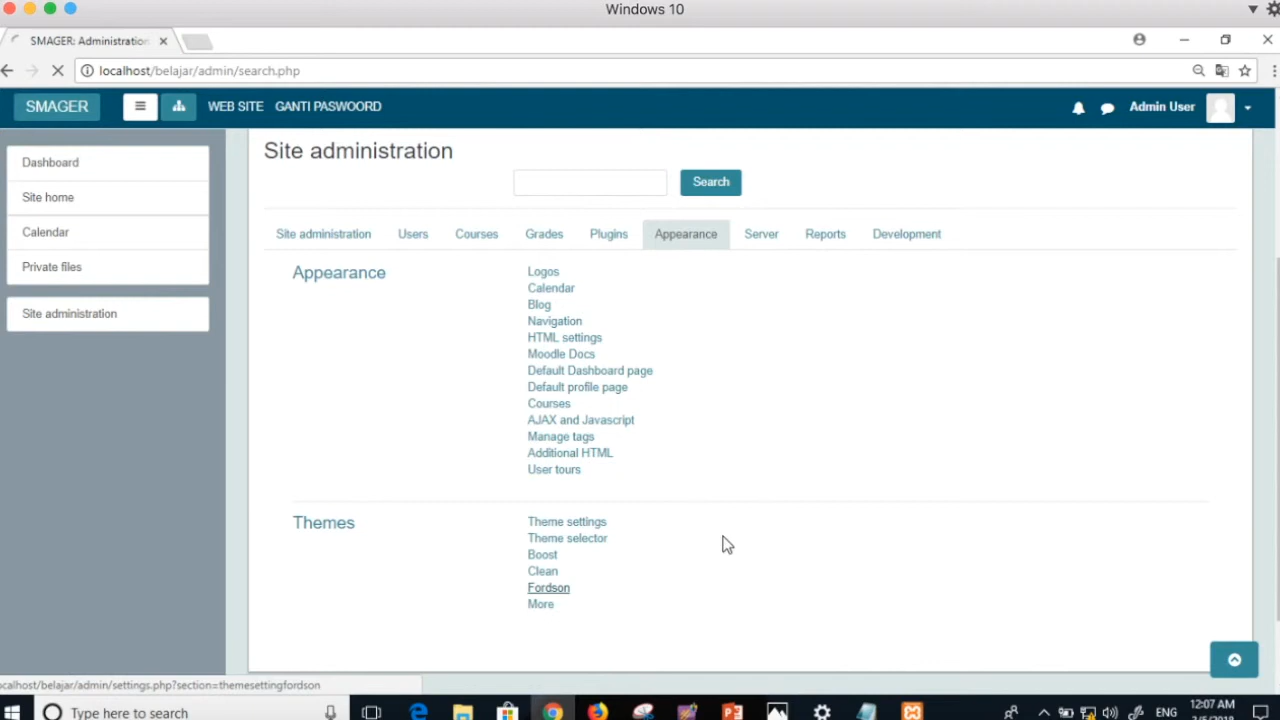 Windows 10
SMAGER: Administration
localhost/belajar/admin/search.php
SMAGER
WEB SITE
GANTI PASWOORD
Admin User
Dashboard
Site home
Calendar
Private files
Site administration
Site administration
Search
Site administration
Users
Courses
Grades
Plugins
Appearance
Server
Reports
Development
Appearance
Logos
Calendar
Blog
Navigation
HTML settings
Moodle Docs
Default Dashboard page
Default profile page
Courses
AJAX and Javascript
Manage tags
Additional HTML
User tours
Themes
Theme settings
Theme selector
Boost
Clean
Fordson
More
ocalhost/belajar/admin/settings.php?section=themesettingfordson
Type here to search
ENG
12:07 AM